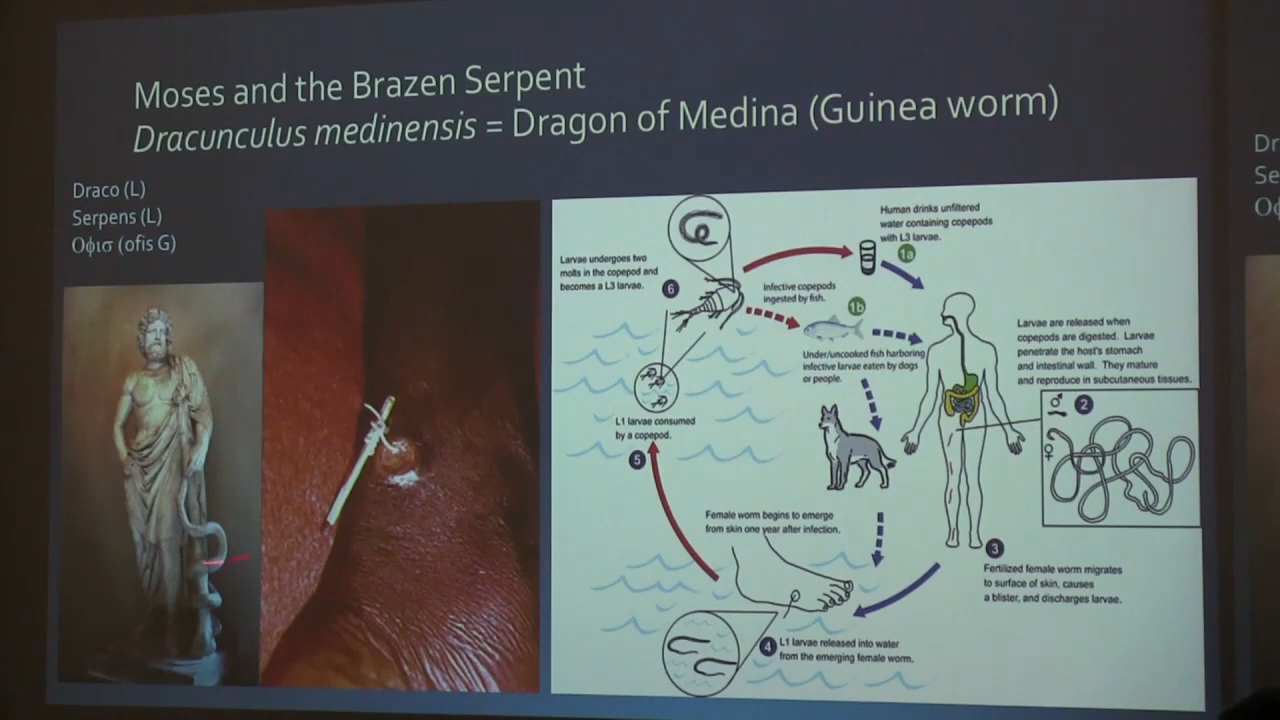 Moses and the Brazen Serpent
Dracunculus medinensis = Dragon of Medina (Guinea worm)
Draco (L)
Serpens (L)
Οφισ (ofis G)
Human drinks unfiltered
water containing copepods
with L3 larvae.
1a
Larvae undergoes two
molts in the copepod and
becomes a L3 larvae.
6
Infective copepods
ingested by fish.
1b
Under/uncooked fish harboring
infective larvae eaten by dogs
or people.
Larvae are released when
copepods are digested. Larvae
penetrate the host's stomach
and intestinal wall. They mature
and reproduce in subcutaneous tissues.
♂
2
♀
L1 larvae consumed
by a copepod.
5
Female worm begins to emerge
from skin one year after infection.
3
Fertilized female worm migrates
to surface of skin, causes
a blister, and discharges larvae.
4
L1 larvae released into water
from the emerging female worm.
Dr
Se
Οφ